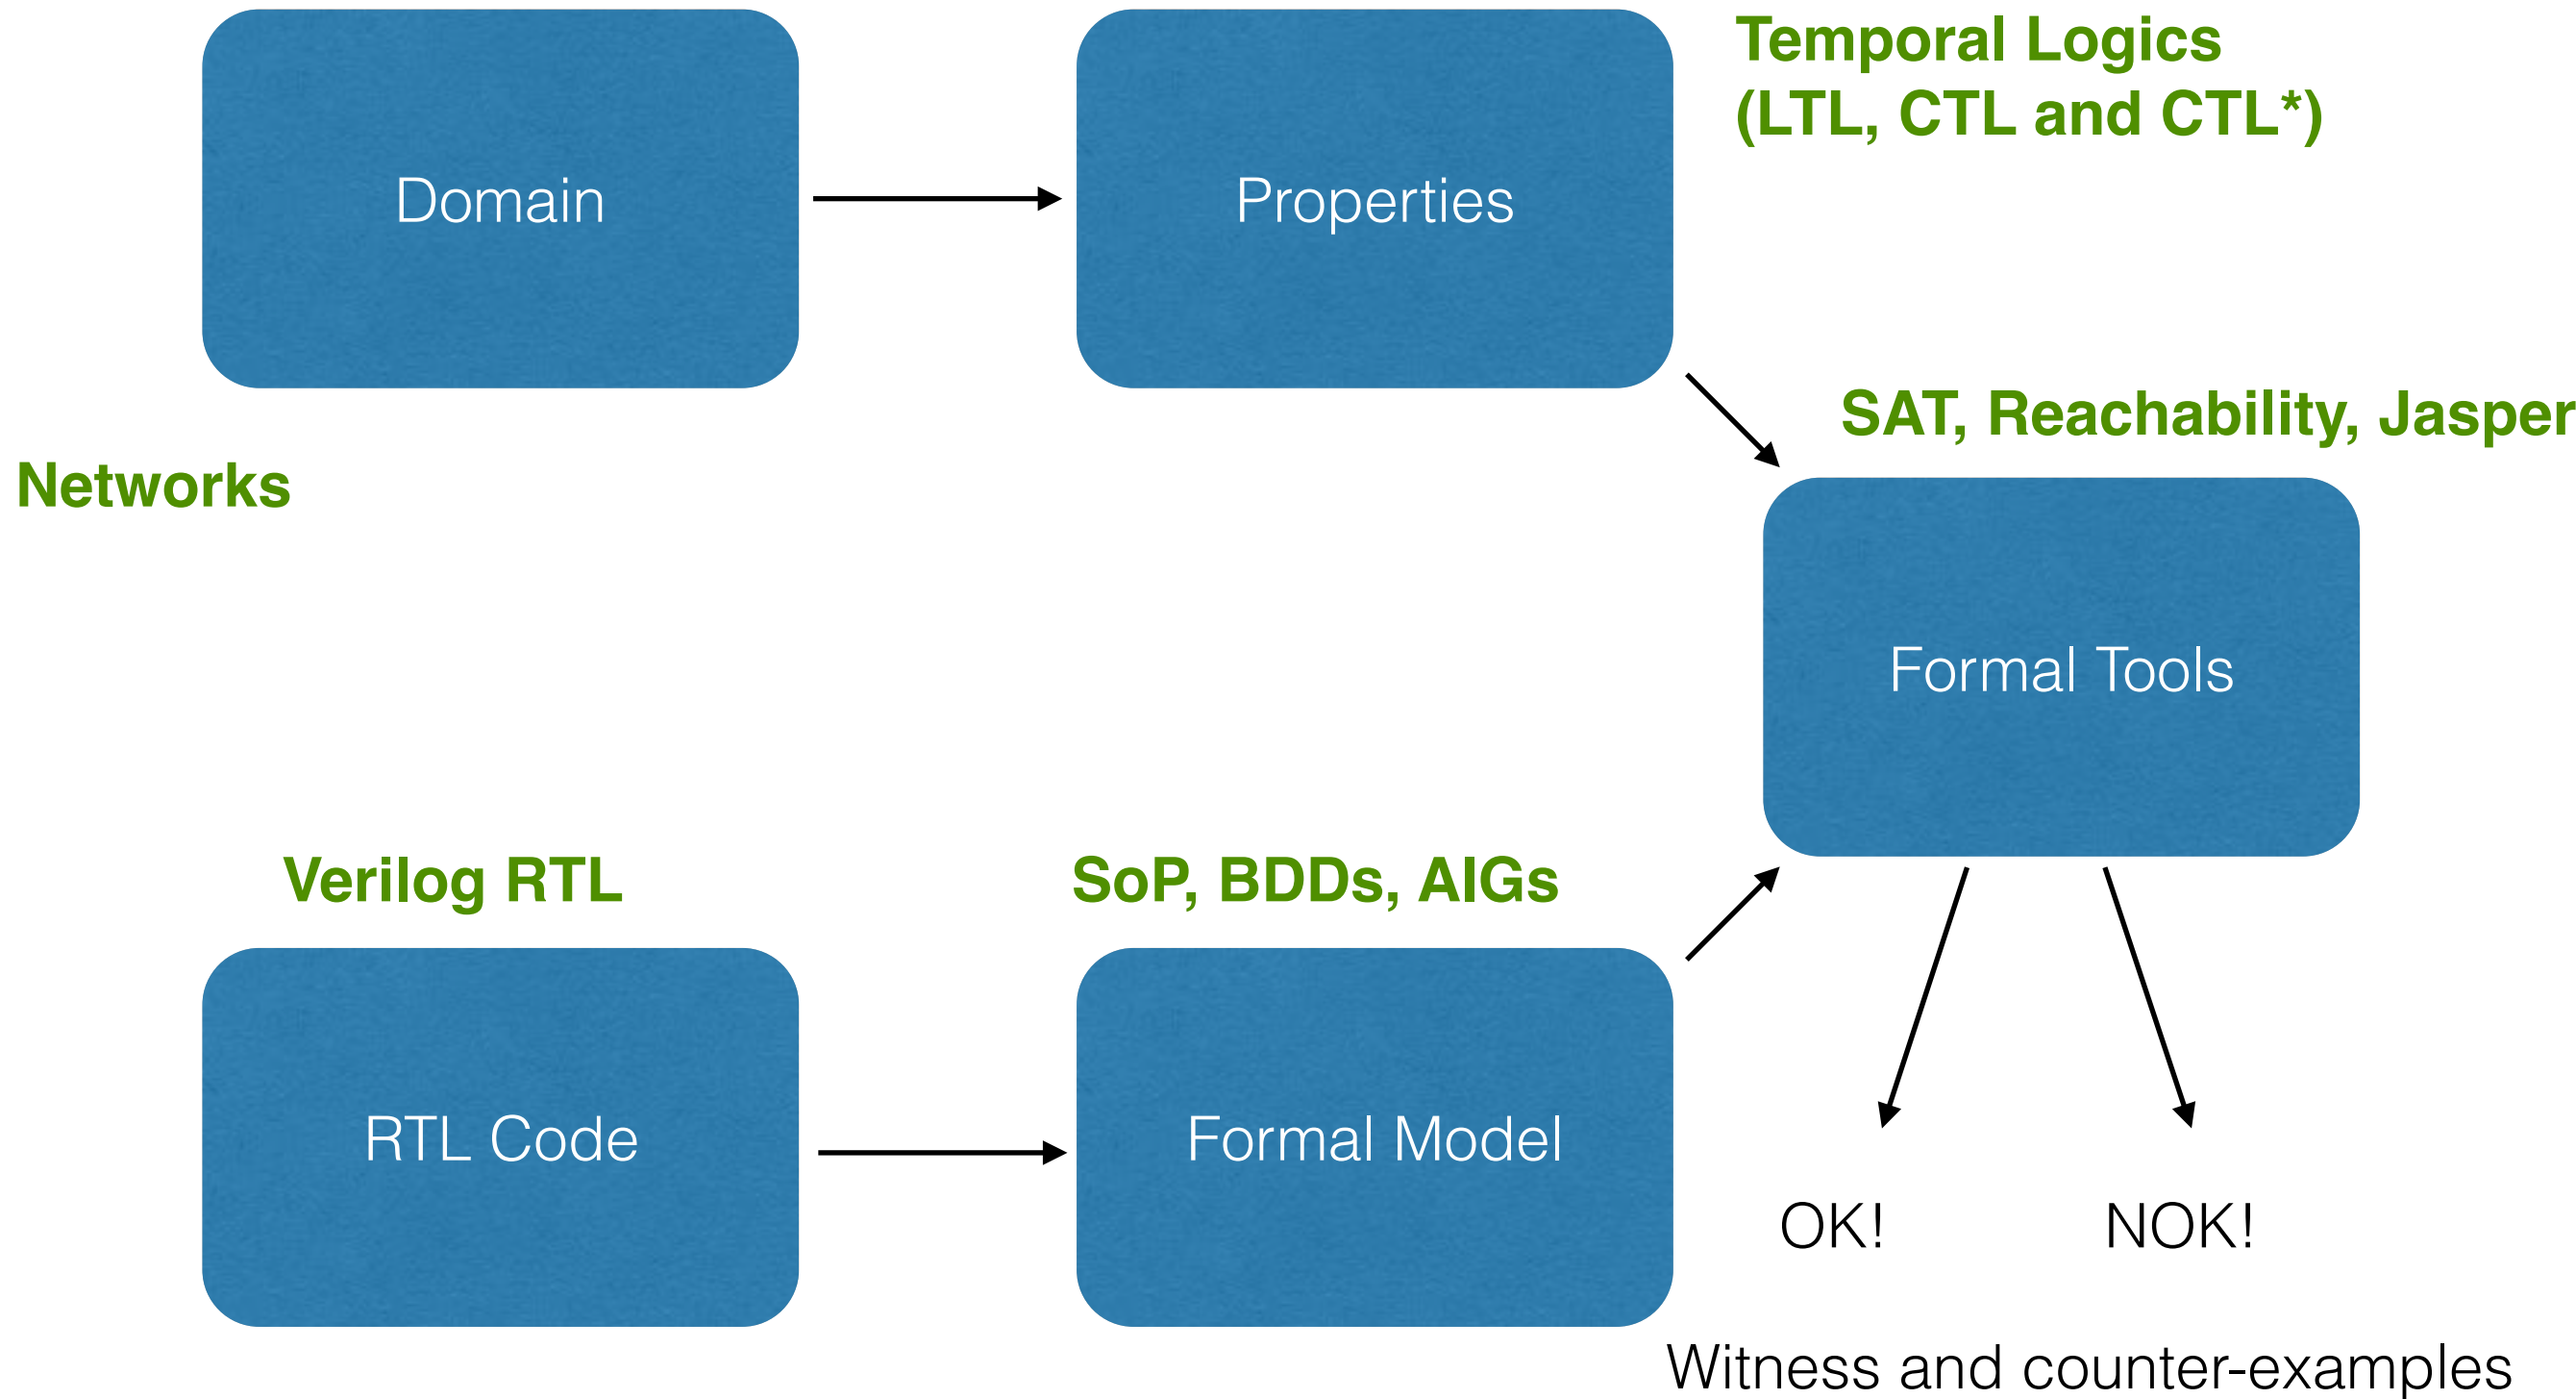 Temporal Logics
(LTL, CTL and CTL*)
Domain
Properties
SAT, Reachability, Jasper
Networks
Formal Tools
Verilog RTL
SoP, BDDs, AIGs
RTL Code
Formal Model
OK!
NOK!
Witness and counter-examples